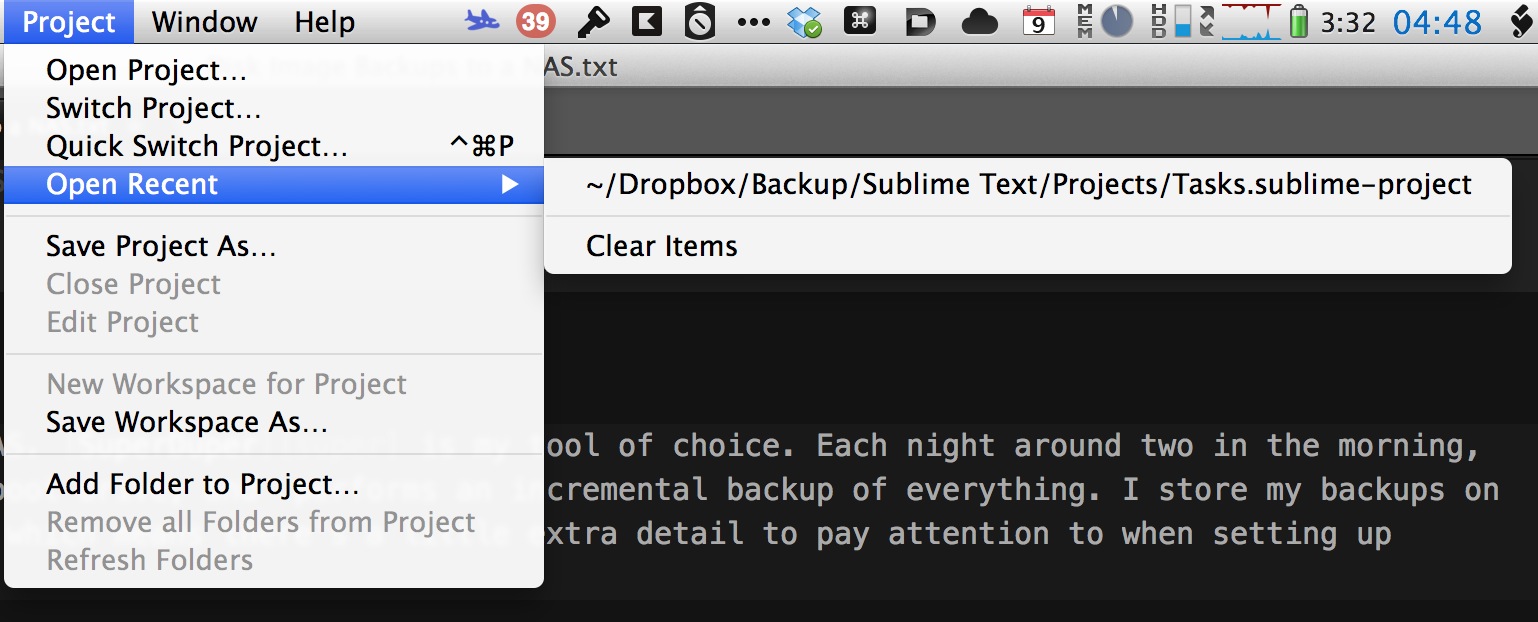 Project Window Help 39 9 MEM HDD 3:32 04:48
AS.txt
Open Project...
Switch Project...
Quick Switch Project... ^⌘P
Open Recent ▶
~/Dropbox/Backup/Sublime Text/Projects/Tasks.sublime-project
Clear Items
Save Project As...
Close Project
Edit Project
New Workspace for Project
Save Workspace As...
Add Folder to Project...
Remove all Folders from Project
Refresh Folders
ool of choice. Each night around two in the morning,
cremental backup of everything. I store my backups on
extra detail to pay attention to when setting up